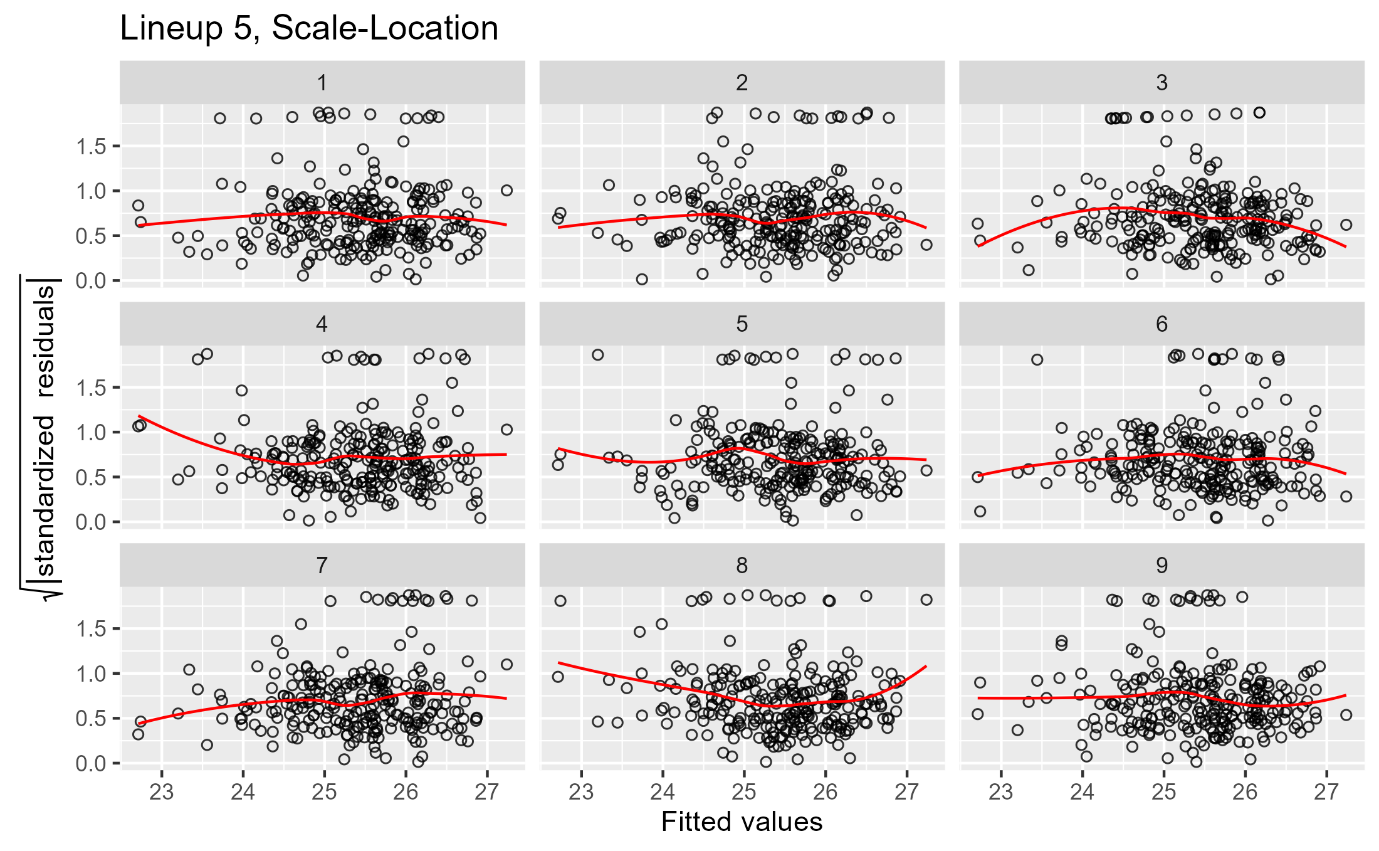 Lineup 5, Scale-Location
1 2 3
1.5
1.0
0.5
0.0
4 5 6
1.5
1.0
0.5
0.0
7 8 9
1.5
1.0
0.5
0.0
23 24 25 26 27 23 24 25 26 27 23 24 25 26 27
Fitted values
√|standardized residuals|